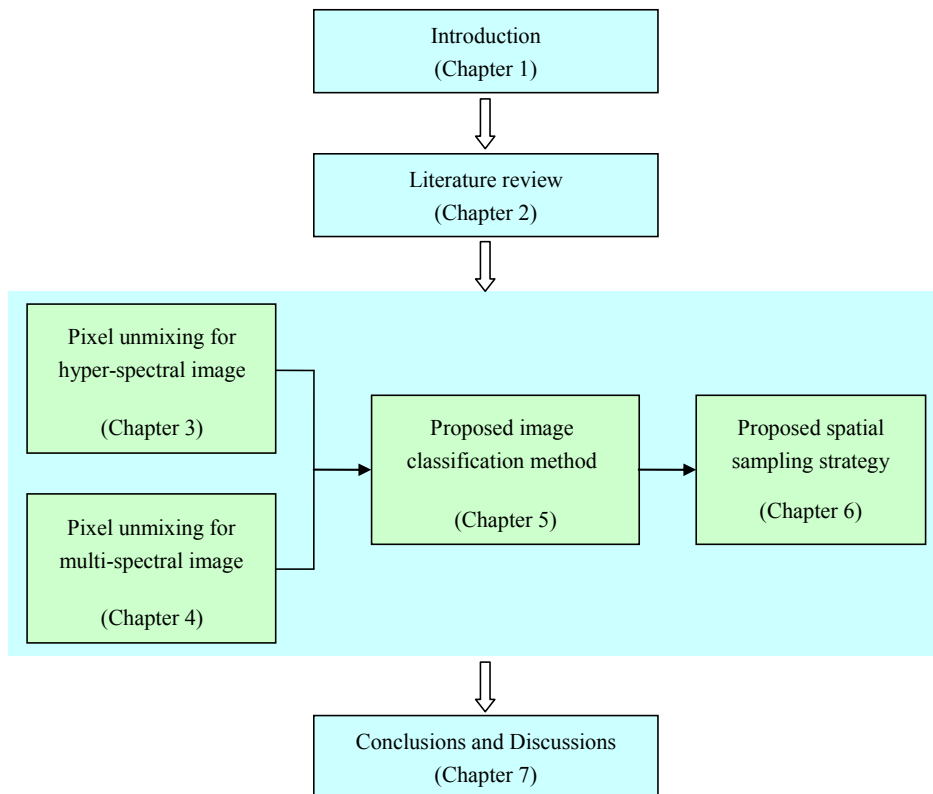 Introduction
(Chapter 1)
Literature review
(Chapter 2)
Pixel unmixing for
hyper-spectral image
(Chapter 3)
Pixel unmixing for
multi-spectral image
(Chapter 4)
Proposed image
classification method
(Chapter 5)
Proposed spatial
sampling strategy
(Chapter 6)
Conclusions and Discussions
(Chapter 7)